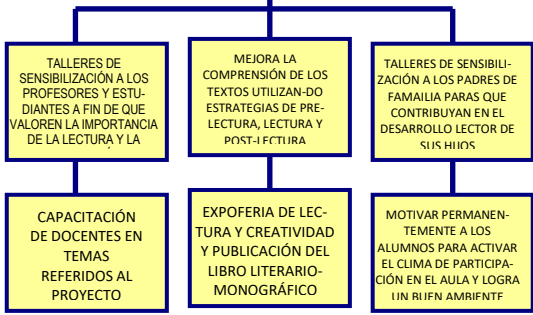 TALLERES DE
SENSIBILIZACIÓN A LOS
PROFESORES Y ESTU-
DIANTES A FIN DE QUE
VALOREN LA IMPORTANCIA
DE LA LECTURA Y LA
MEJORA LA
COMPRENSIÓN DE LOS
TEXTOS UTILIZAN-DO
ESTRATEGIAS DE PRE-
LECTURA, LECTURA Y
POST-LECTURA
TALLERES DE SENSIBILI-
ZACIÓN A LOS PADRES DE
FAMAILIA PARAS QUE
CONTRIBUYAN EN EL
DESARROLLO LECTOR DE
SUS HIJOS
CAPACITACIÓN
DE DOCENTES EN
TEMAS
REFERIDOS AL
PROYECTO
EXPOFERIA DE LEC-
TURA Y CREATIVIDAD
Y PUBLICACIÓN DEL
LIBRO LITERARIO-
MONOGRÁFICO
MOTIVAR PERMANEN-
TEMENTE A LOS
ALUMNOS PARA ACTIVAR
EL CLIMA DE PARTICIPA-
CIÓN EN EL AULA Y LOGRA
UN BUEN AMBIENTE